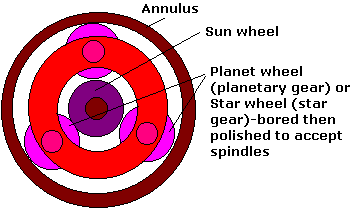 Annulus
Sun wheel
Planet wheel
(planetary gear) or
Star wheel (star
gear)-bored then
polished to accept
spindles